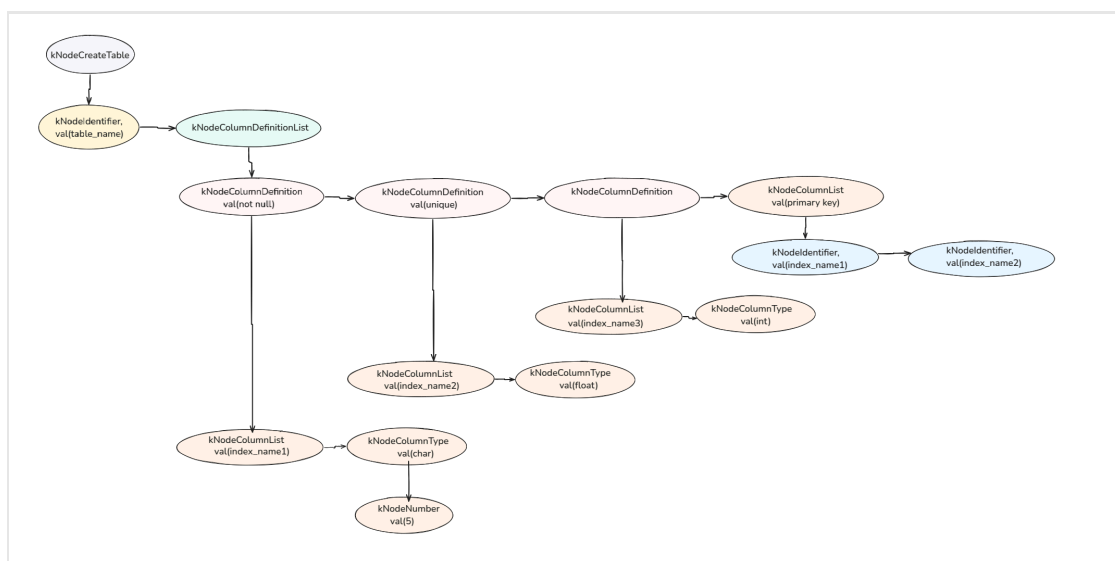 kNodeCreateTable
kNodeIdentifier,
val(table_name)
kNodeColumnDefinitionList
kNodeColumnDefinition
val(not null)
kNodeColumnDefinition
val(unique)
kNodeColumnDefinition
kNodeColumnList
val(primary key)
kNodeIdentifier,
val(index_name1)
kNodeIdentifier,
val(index_name2)
kNodeColumnList
val(index_name3)
kNodeColumnType
val(int)
kNodeColumnList
val(index_name2)
kNodeColumnType
val(float)
kNodeColumnList
val(index_name1)
kNodeColumnType
val(char)
kNodeNumber
val(5)